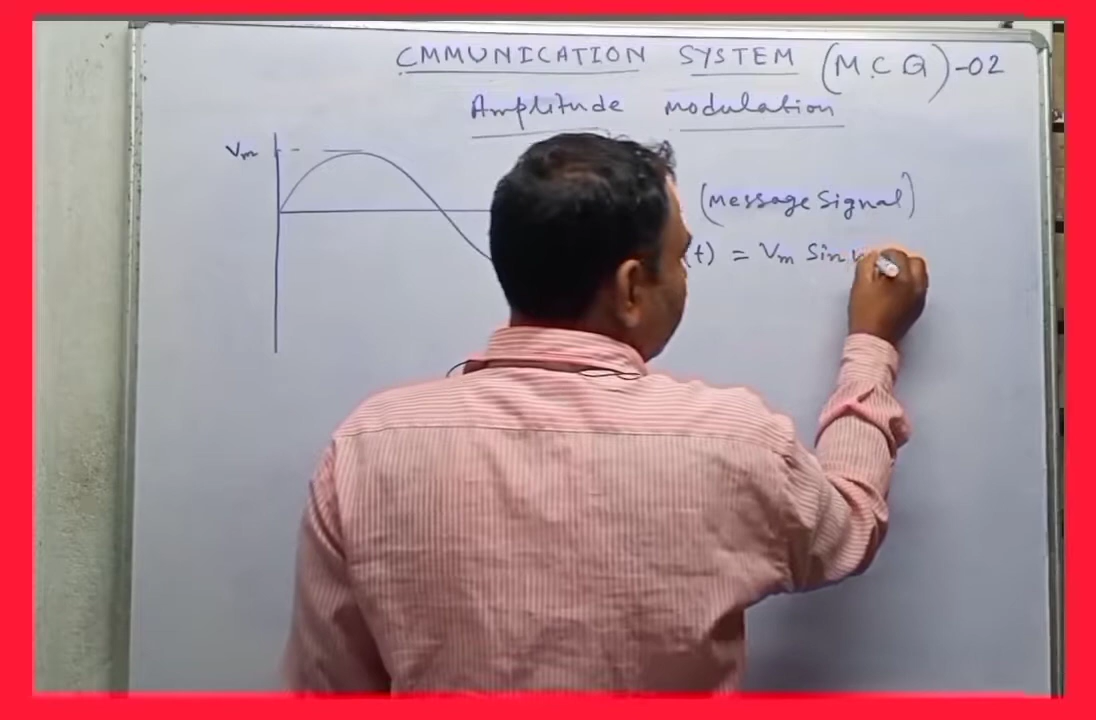 CMMUNICATION SYSTEM (MCQ)-02
Amplitude modulation
Vm
(Message Signal)
(t) = Vm Sin